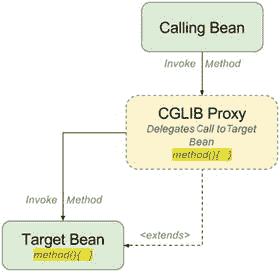 Calling Bean
Invoke Method
CGLIB Proxy
Delegates Call to Target
Bean
method(){ }
Invoke Method
<extends>
Target Bean
method(){ }